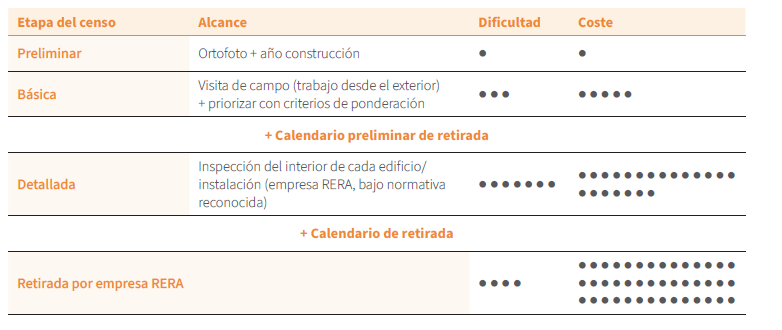 Etapa del censo Alcance Dificultad Coste
Preliminar Ortofoto + año construcción ● ●
Básica Visita de campo (trabajo desde el exterior)
+ priorizar con criterios de ponderación ●●● ●●●●●
+ Calendario preliminar de retirada
Detallada Inspección del interior de cada edificio/
instalación (empresa RERA, bajo normativa
reconocida) ●●●●●●● ●●●●●●●●●●●●●●
●●●●●●●
+ Calendario de retirada
Retirada por empresa RERA ●●●● ●●●●●●●●●●●●●●
●●●●●●●●●●●●●●
●●●●●●●●●●●●●●